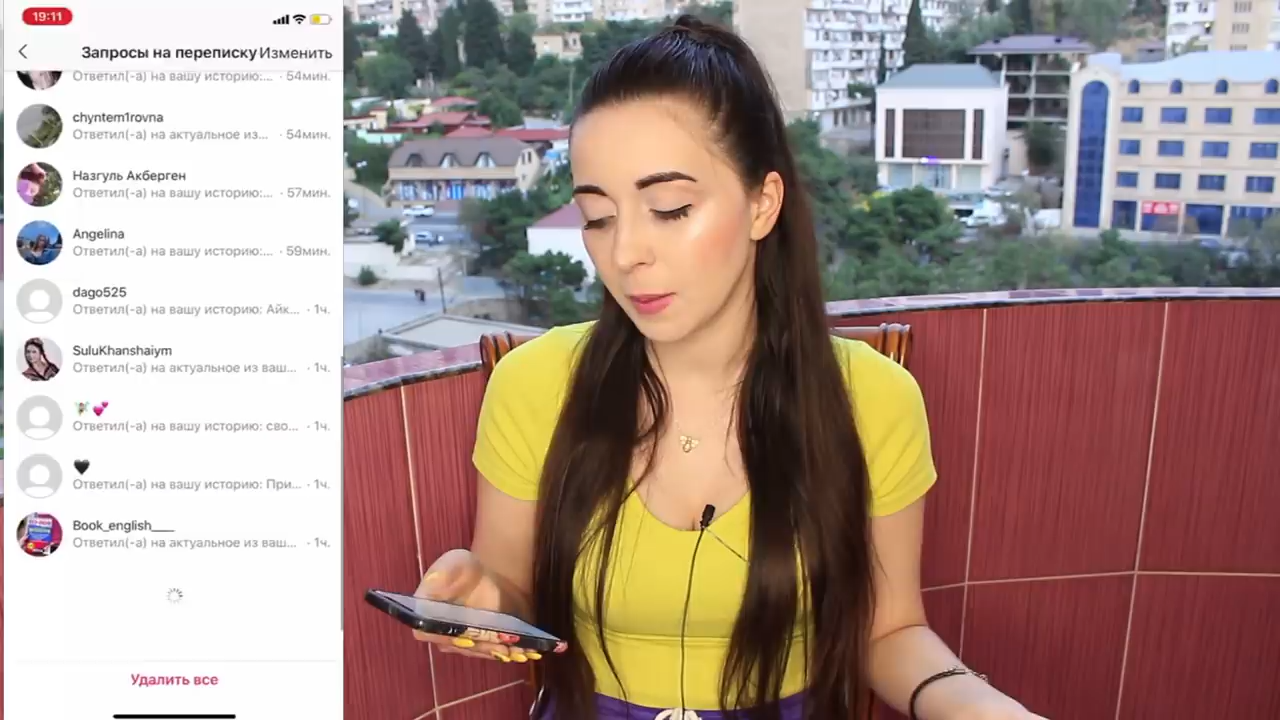 19:11
Запросы на переписку
Изменить
Ответил(-а) на вашу историю:... · 54мин.
chyntem1rovna
Ответил(-а) на актуальное из... · 54мин.
Назгуль Акберген
Ответил(-а) на вашу историю:... · 57мин.
Angelina
Ответил(-а) на вашу историю:... · 59мин.
dago525
Ответил(-а) на вашу историю: Айк... · 1ч.
SuluKhanshaiym
Ответил(-а) на актуальное из ваш... · 1ч.
🧚💕
Ответил(-а) на вашу историю: сво... · 1ч.
🖤
Ответил(-а) на вашу историю: При... · 1ч.
Book_english____
Ответил(-а) на актуальное из ваш... · 1ч.
Удалить все